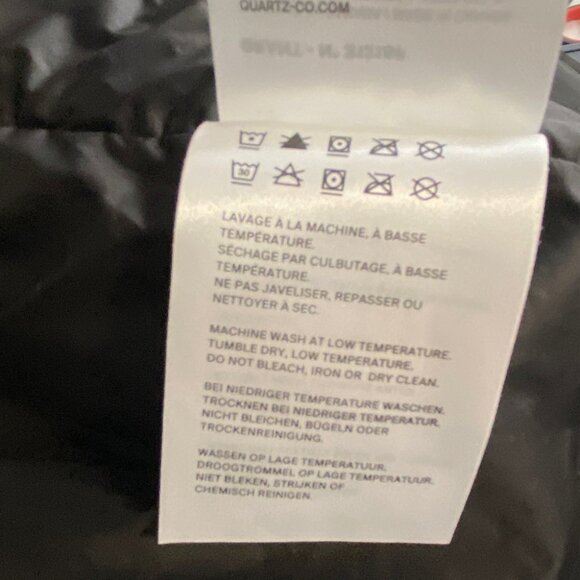 QUARTZ-CO.COM
30
LAVAGE À LA MACHINE, À BASSE
TEMPÉRATURE.
SÉCHAGE PAR CULBUTAGE, À BASSE
TEMPÉRATURE.
NE PAS JAVELISER, REPASSER OU
NETTOYER À SEC.
MACHINE WASH AT LOW TEMPERATURE.
TUMBLE DRY, LOW TEMPERATURE.
DO NOT BLEACH, IRON OR DRY CLEAN.
BEI NIEDRIGER TEMPERATUR WASCHEN.
TROCKNEN BEI NIEDRIGER TEMPERATUR.
NICHT BLEICHEN, BÜGELN ODER
TROCKENREINIGUNG.
WASSEN OP LAGE TEMPERATUUR.
DROOGTROMMEL OP LAGE TEMPERATUUR.
NIET BLEKEN, STRIJKEN OF
CHEMISCH REINIGEN.